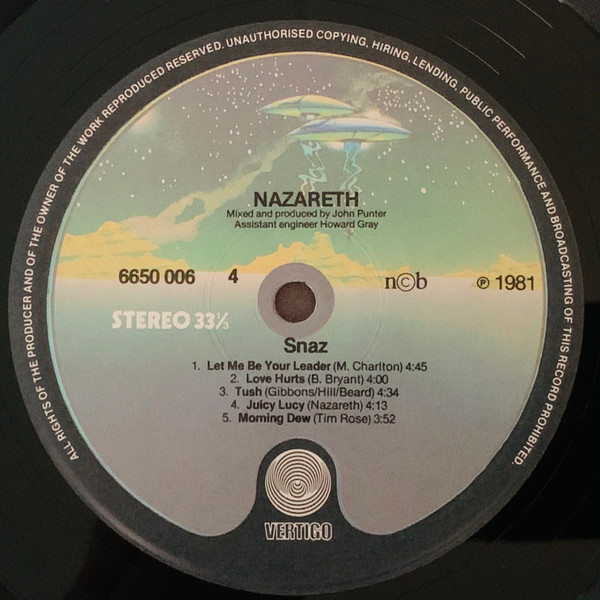 ALL RIGHTS OF THE PRODUCER AND OF THE OWNER OF THE WORK REPRODUCED RESERVED. UNAUTHORISED COPYING, HIRING, LENDING, PUBLIC PERFORMANCE AND BROADCASTING OF THIS RECORD PROHIBITED.
NAZARETH
Mixed and produced by John Punter
Assistant engineer Howard Gray
6650 006 4 n©b ℗ 1981
STEREO 33⅓
Snaz
1. Let Me Be Your Leader (M. Charlton) 4:45
2. Love Hurts (B. Bryant) 4:00
3. Tush (Gibbons/Hill/Beard) 4:34
4. Juicy Lucy (Nazareth) 4:13
5. Morning Dew (Tim Rose) 3:52
VERTIGO